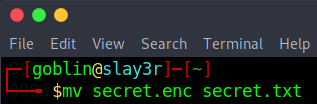 File Edit View Search Terminal Help
[goblin@slay3r]-[~]
$mv secret.enc secret.txt